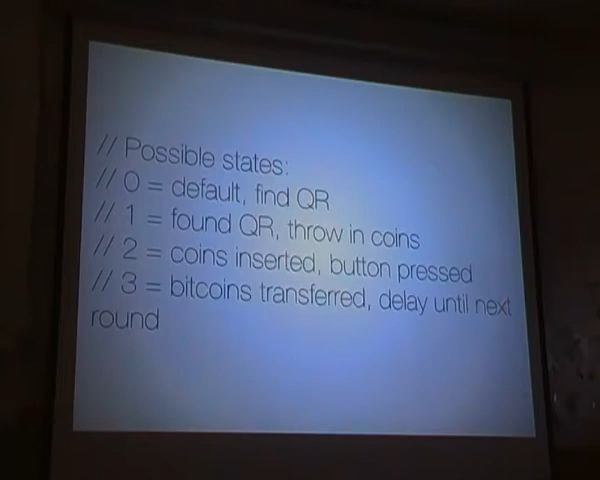 // Possible states:
// 0 = default, find QR
// 1 = found QR, throw in coins
// 2 = coins inserted, button pressed
// 3 = bitcoins transferred, delay until next
round